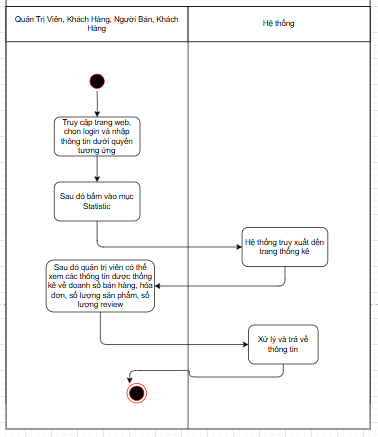 Quản Trị Viên, Khách Hàng, Người Bán, Khách
Hàng
Hệ thống
Truy cập trang web,
chọn login và nhập
thông tin dưới quyền
tương ứng
Sau đó bấm vào mục
Statistic
Hệ thống truy xuất đến
trang thống kê
Sau đó quản trị viên có thể
xem các thông tin được thống
kê về doanh số bán hàng, hóa
đơn, số lượng sản phẩm, số
lượng review
Xử lý và trả về
thông tin